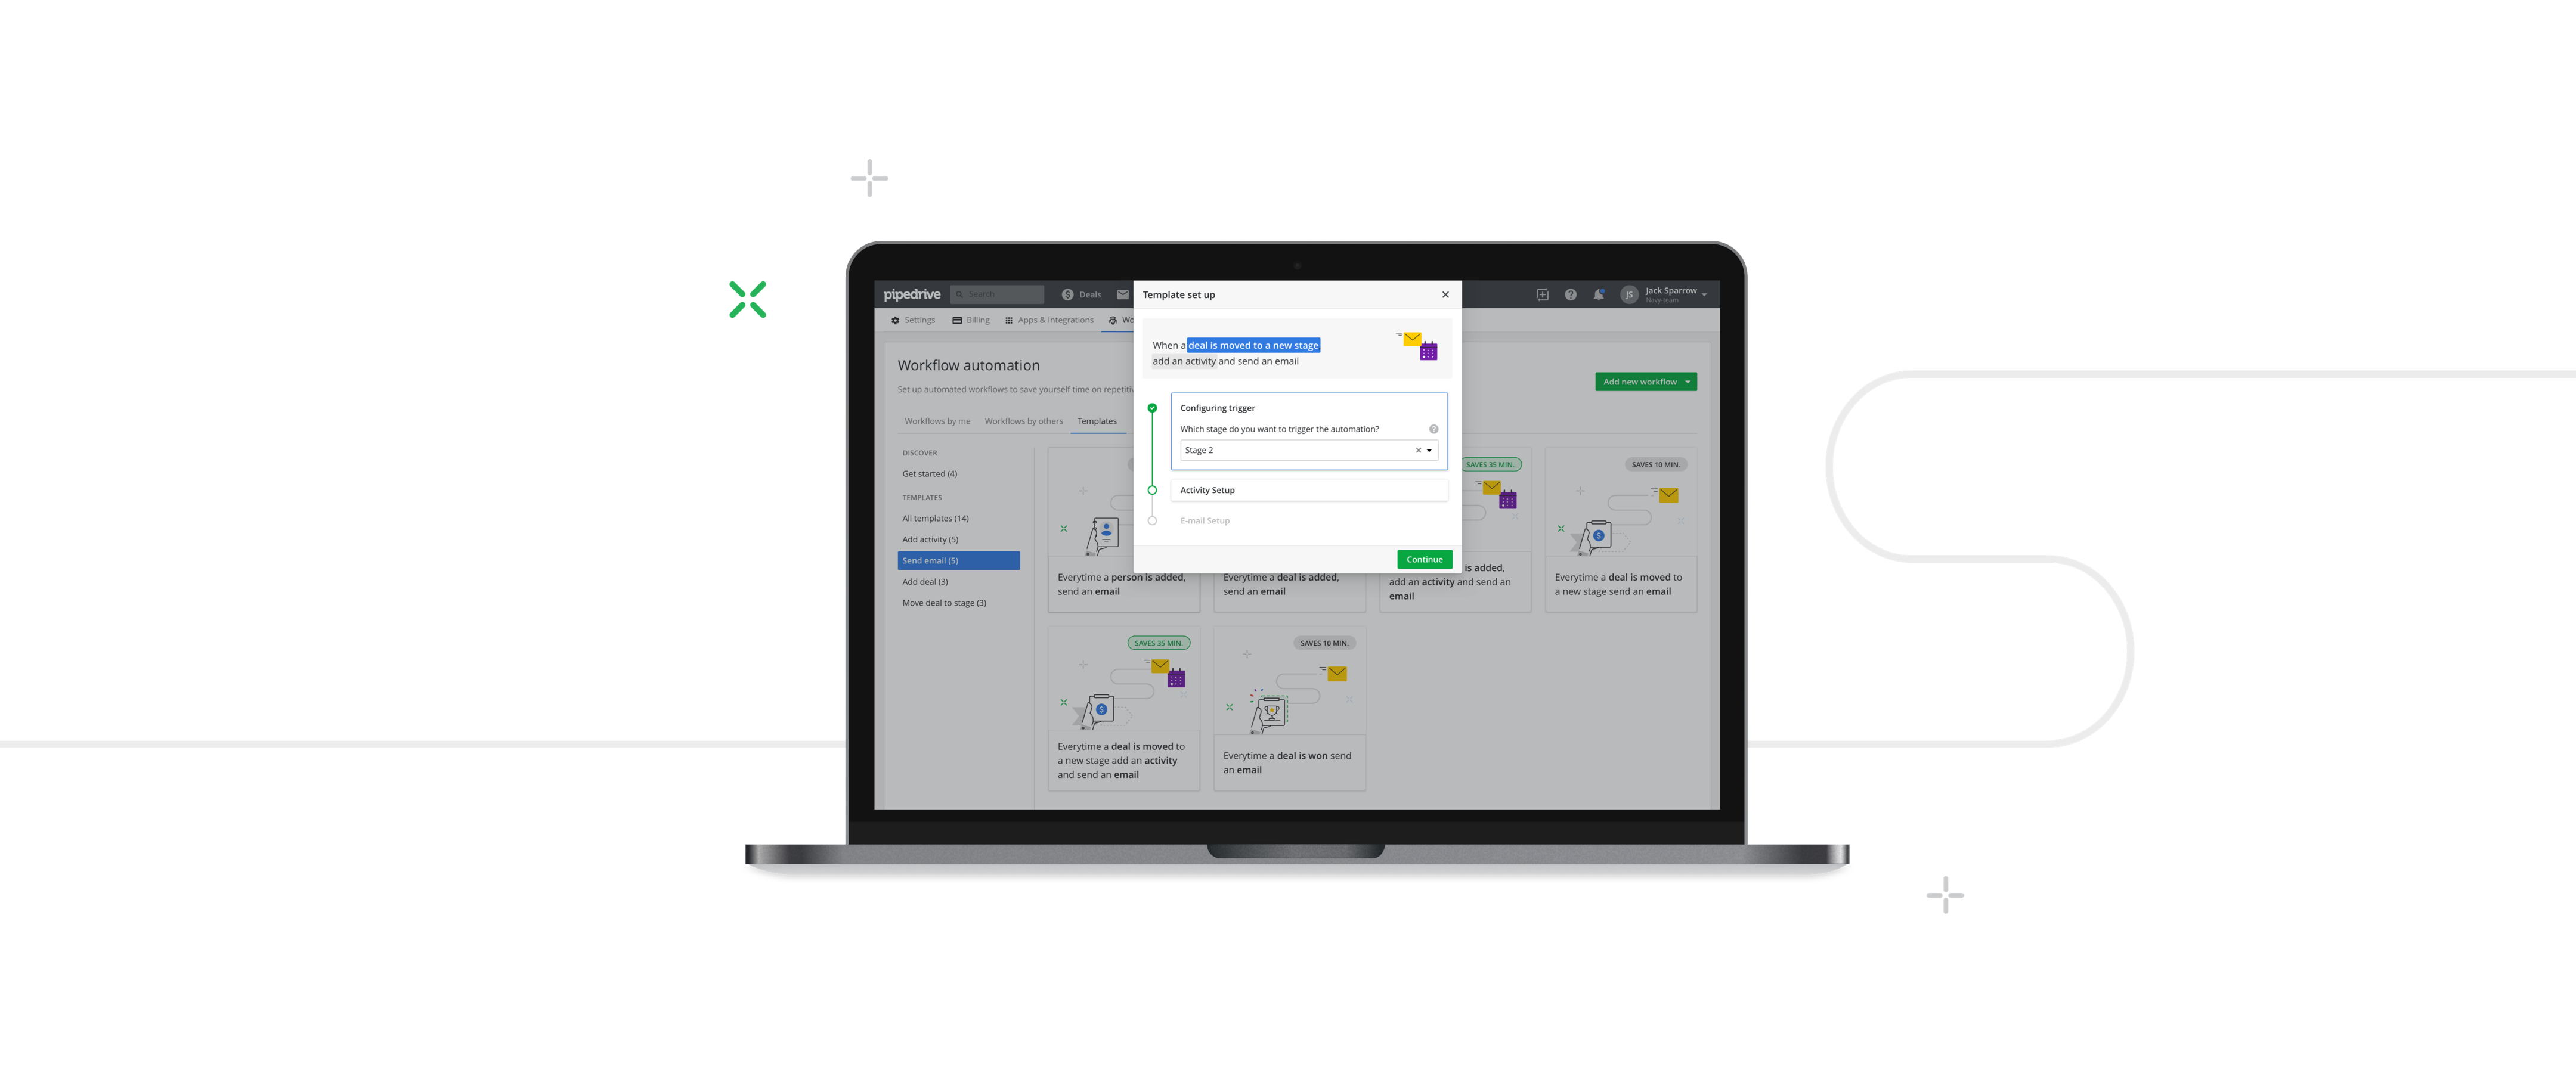 pipedrive
Search
Deals
Template set up
JS
Jack Sparrow
Navy-team
Settings
Billing
Apps & Integrations
When a deal is moved to a new stage
add an activity and send an email
Workflow automation
Set up automated workflows to save yourself time on
Add new workflow
Workflows by me
Workflows by others
Templates
Configuring trigger
Which stage do you want to trigger the automation?
Stage 2
Activity Setup
E-mail Setup
Continue
DISCOVER
Get started (4)
TEMPLATES
All templates (14)
Add activity (5)
Send email (5)
Add deal (3)
Move deal to stage (3)
Everytime a person is added,
send an email
Everytime a deal is added,
send an email
SAVES 35 MIN.
is added,
add an activity and send an
email
SAVES 10 MIN.
Everytime a deal is moved to
a new stage send an email
SAVES 35 MIN.
Everytime a deal is moved to
a new stage add an activity
and send an email
SAVES 10 MIN.
Everytime a deal is won send
an email